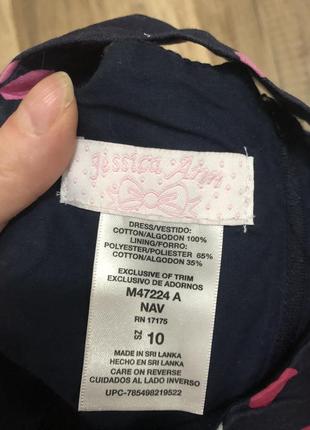 Jessica Ann
DRESS/VESTIDO:
COTTON/ALGODON 100%
LINING/FORRO:
POLYESTER/POLIESTER 65%
COTTON/ALGODON 35%
EXCLUSIVE OF TRIM
EXCLUSIVO DE ADORNOS
M47224 A
NAV
RN 17175
SZ 10
MADE IN SRI LANKA
HECHO EN SRI LANKA
CARE ON REVERSE
CUIDADOS AL LADO INVERSO
UPC-785498219522